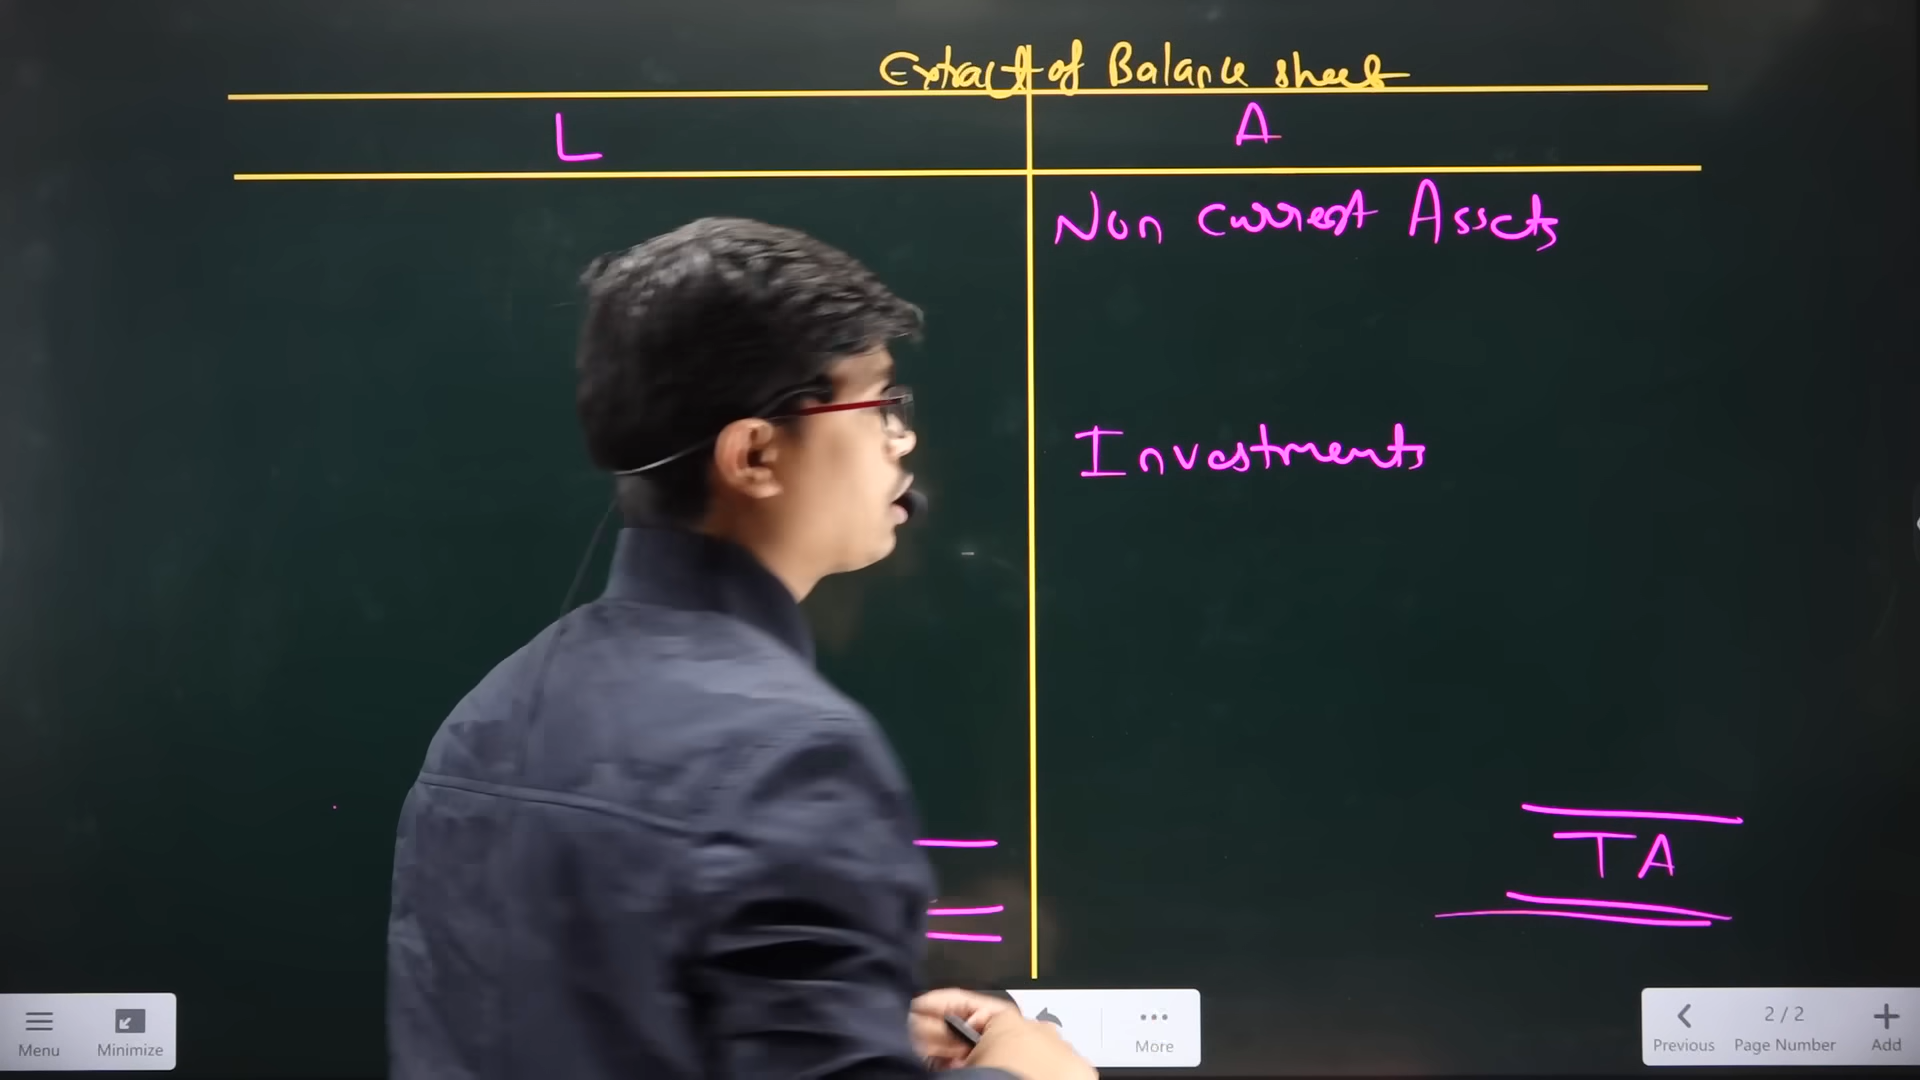 Extract of Balance sheet
L
A
Non Current Assets
Investments
TA
Menu
Minimize
More
Previous
2 / 2
Page Number
Add